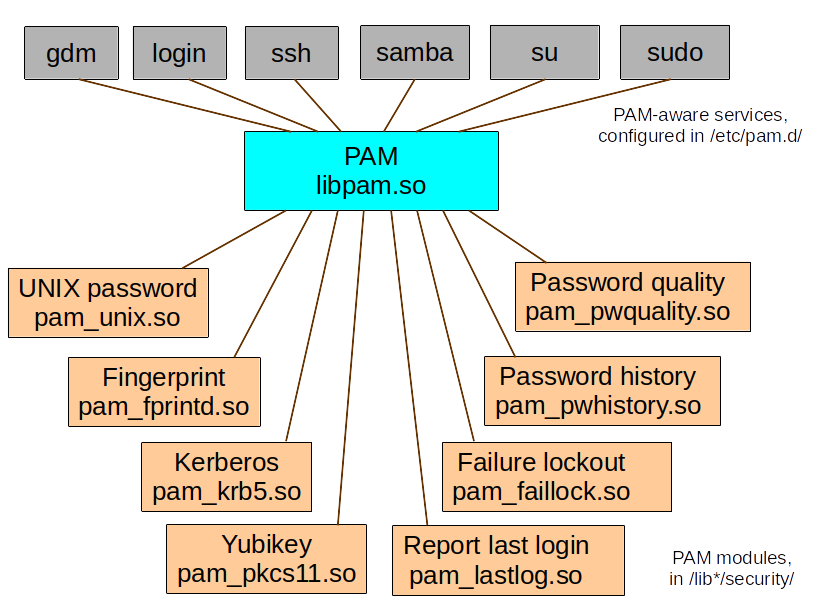 gdm
login
ssh
samba
su
sudo
PAM-aware services,
configured in /etc/pam.d/
PAM
libpam.so
UNIX password
pam_unix.so
Password quality
pam_pwquality.so
Fingerprint
pam_fprintd.so
Password history
pam_pwhistory.so
Kerberos
pam_krb5.so
Failure lockout
pam_faillock.so
Yubikey
pam_pkcs11.so
Report last login
pam_lastlog.so
PAM modules,
in /lib*/security/